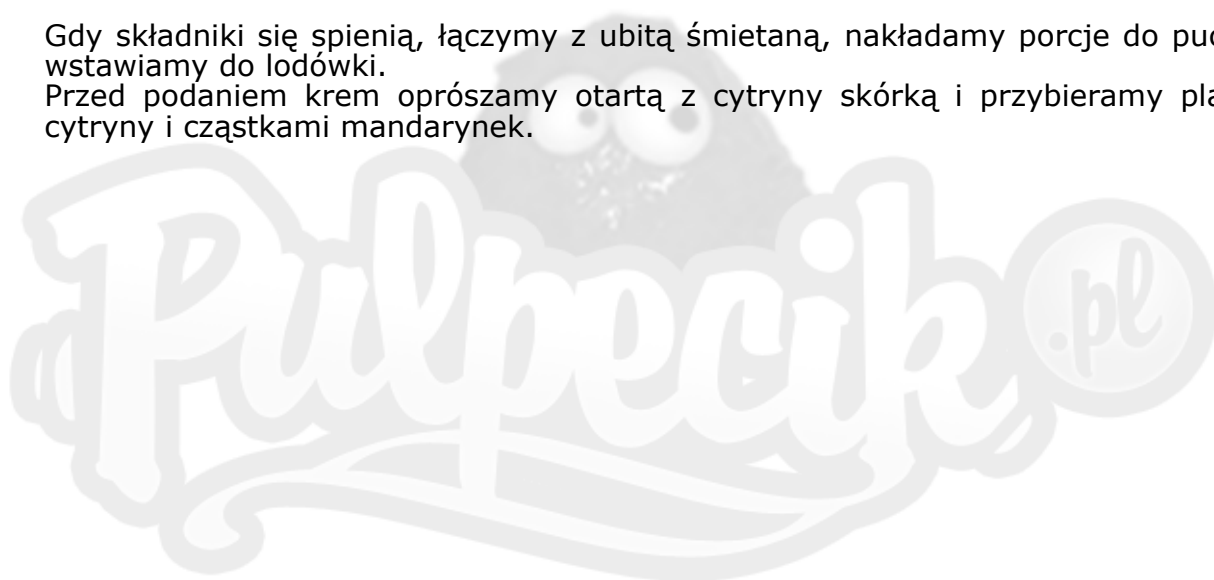 Gdy składniki się spienią, łączymy z ubitą śmietaną, nakładamy porcje do
wstawiamy do lodówki.
Przed podaniem krem oprószamy otartą z cytryny skórką i przybieramy
cytryny i cząstkami mandarynek.
Pulpecik.pl